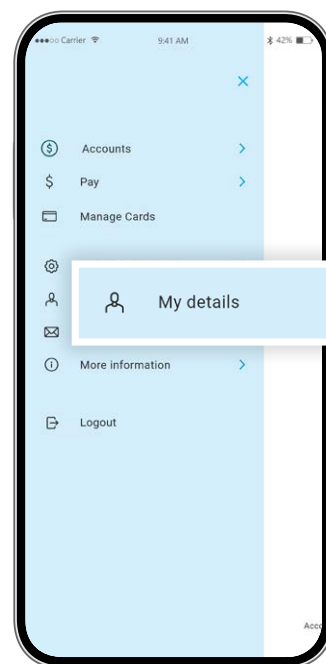 ●●●○○ Carrier 9:41 AM 42%
×
$ Accounts >
$ Pay >
Manage Cards
My details
More information >
Logout